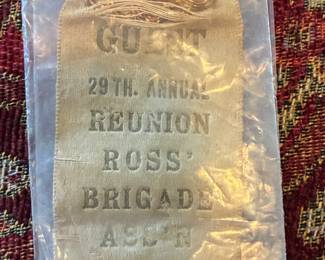 GUEST
29TH. ANNUAL
REUNION
ROSS'
BRIGADE
ASS'N